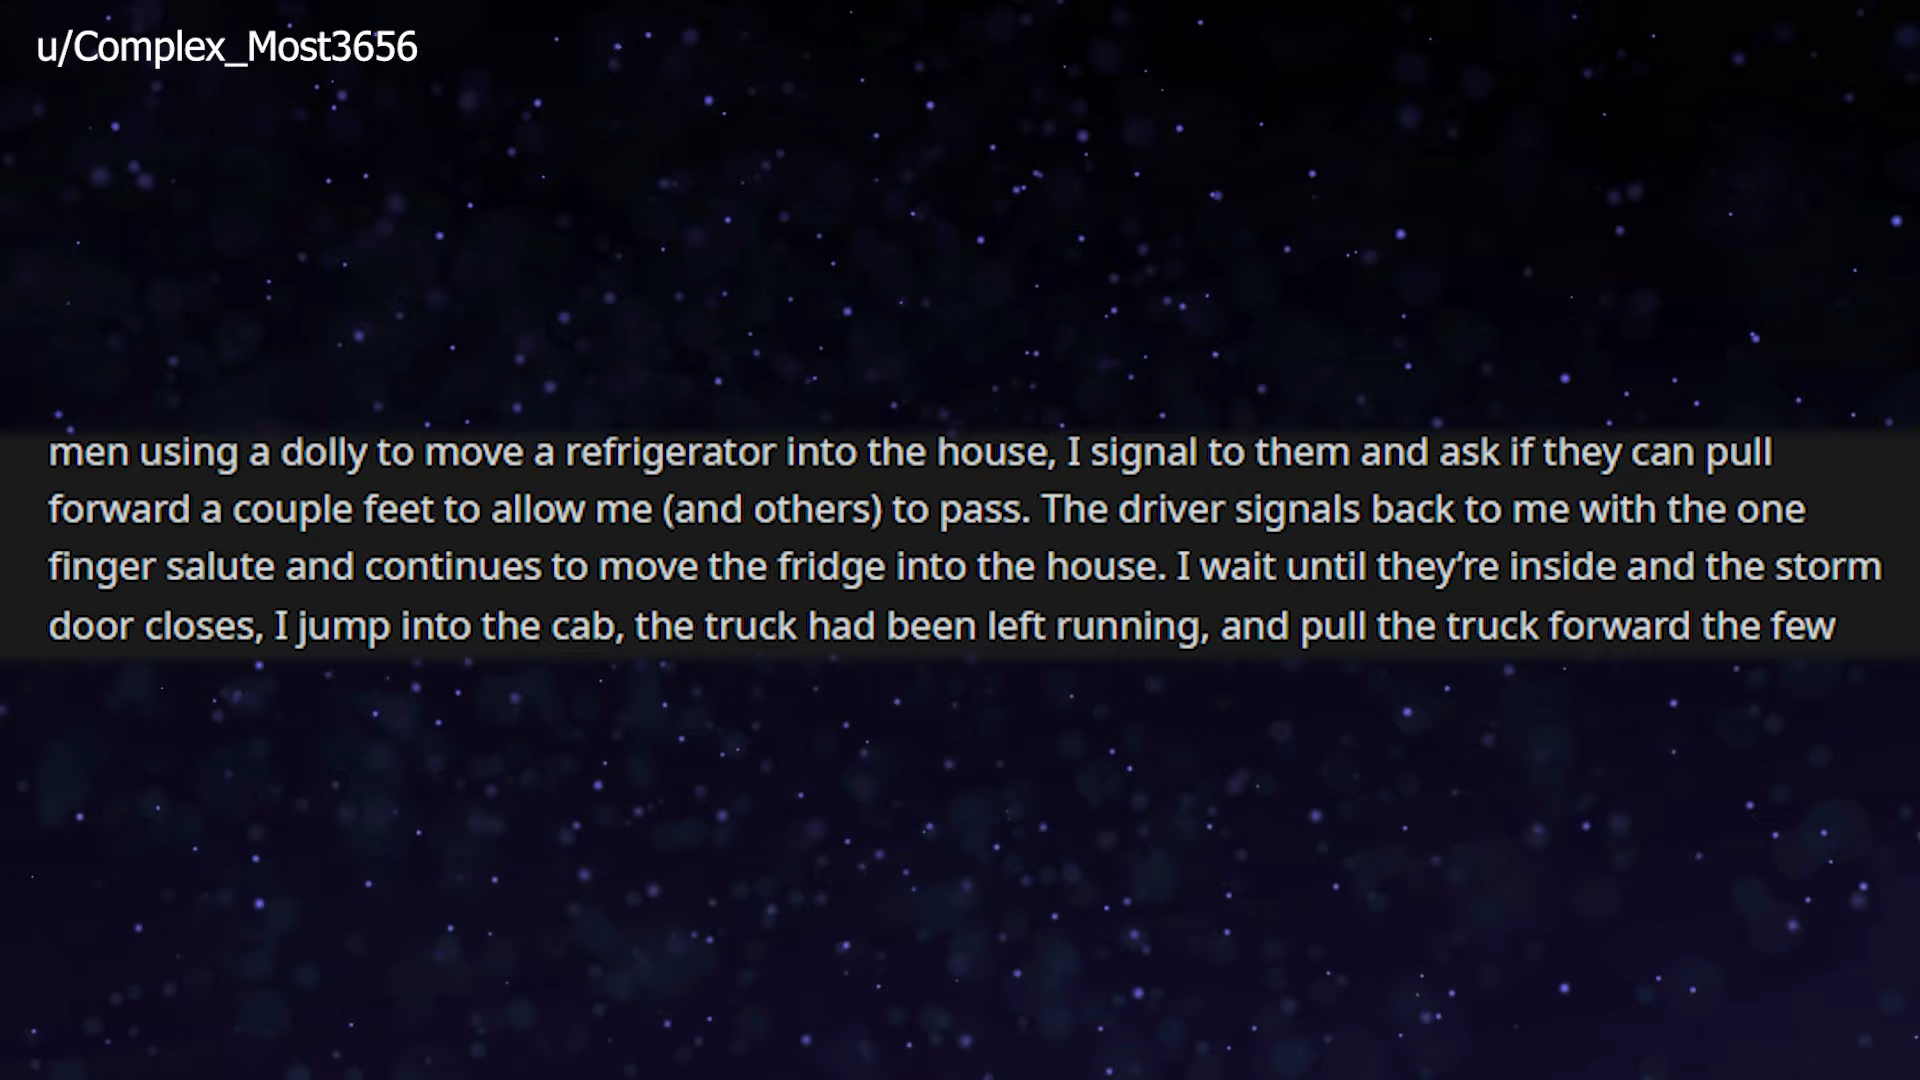 u/Complex_Most3656
men using a dolly to move a refrigerator into the house, I signal to them and ask if they can pull
forward a couple feet to allow me (and others) to pass. The driver signals back to me with the one
finger salute and continues to move the fridge into the house. I wait until they’re inside and the storm
door closes, I jump into the cab, the truck had been left running, and pull the truck forward the few